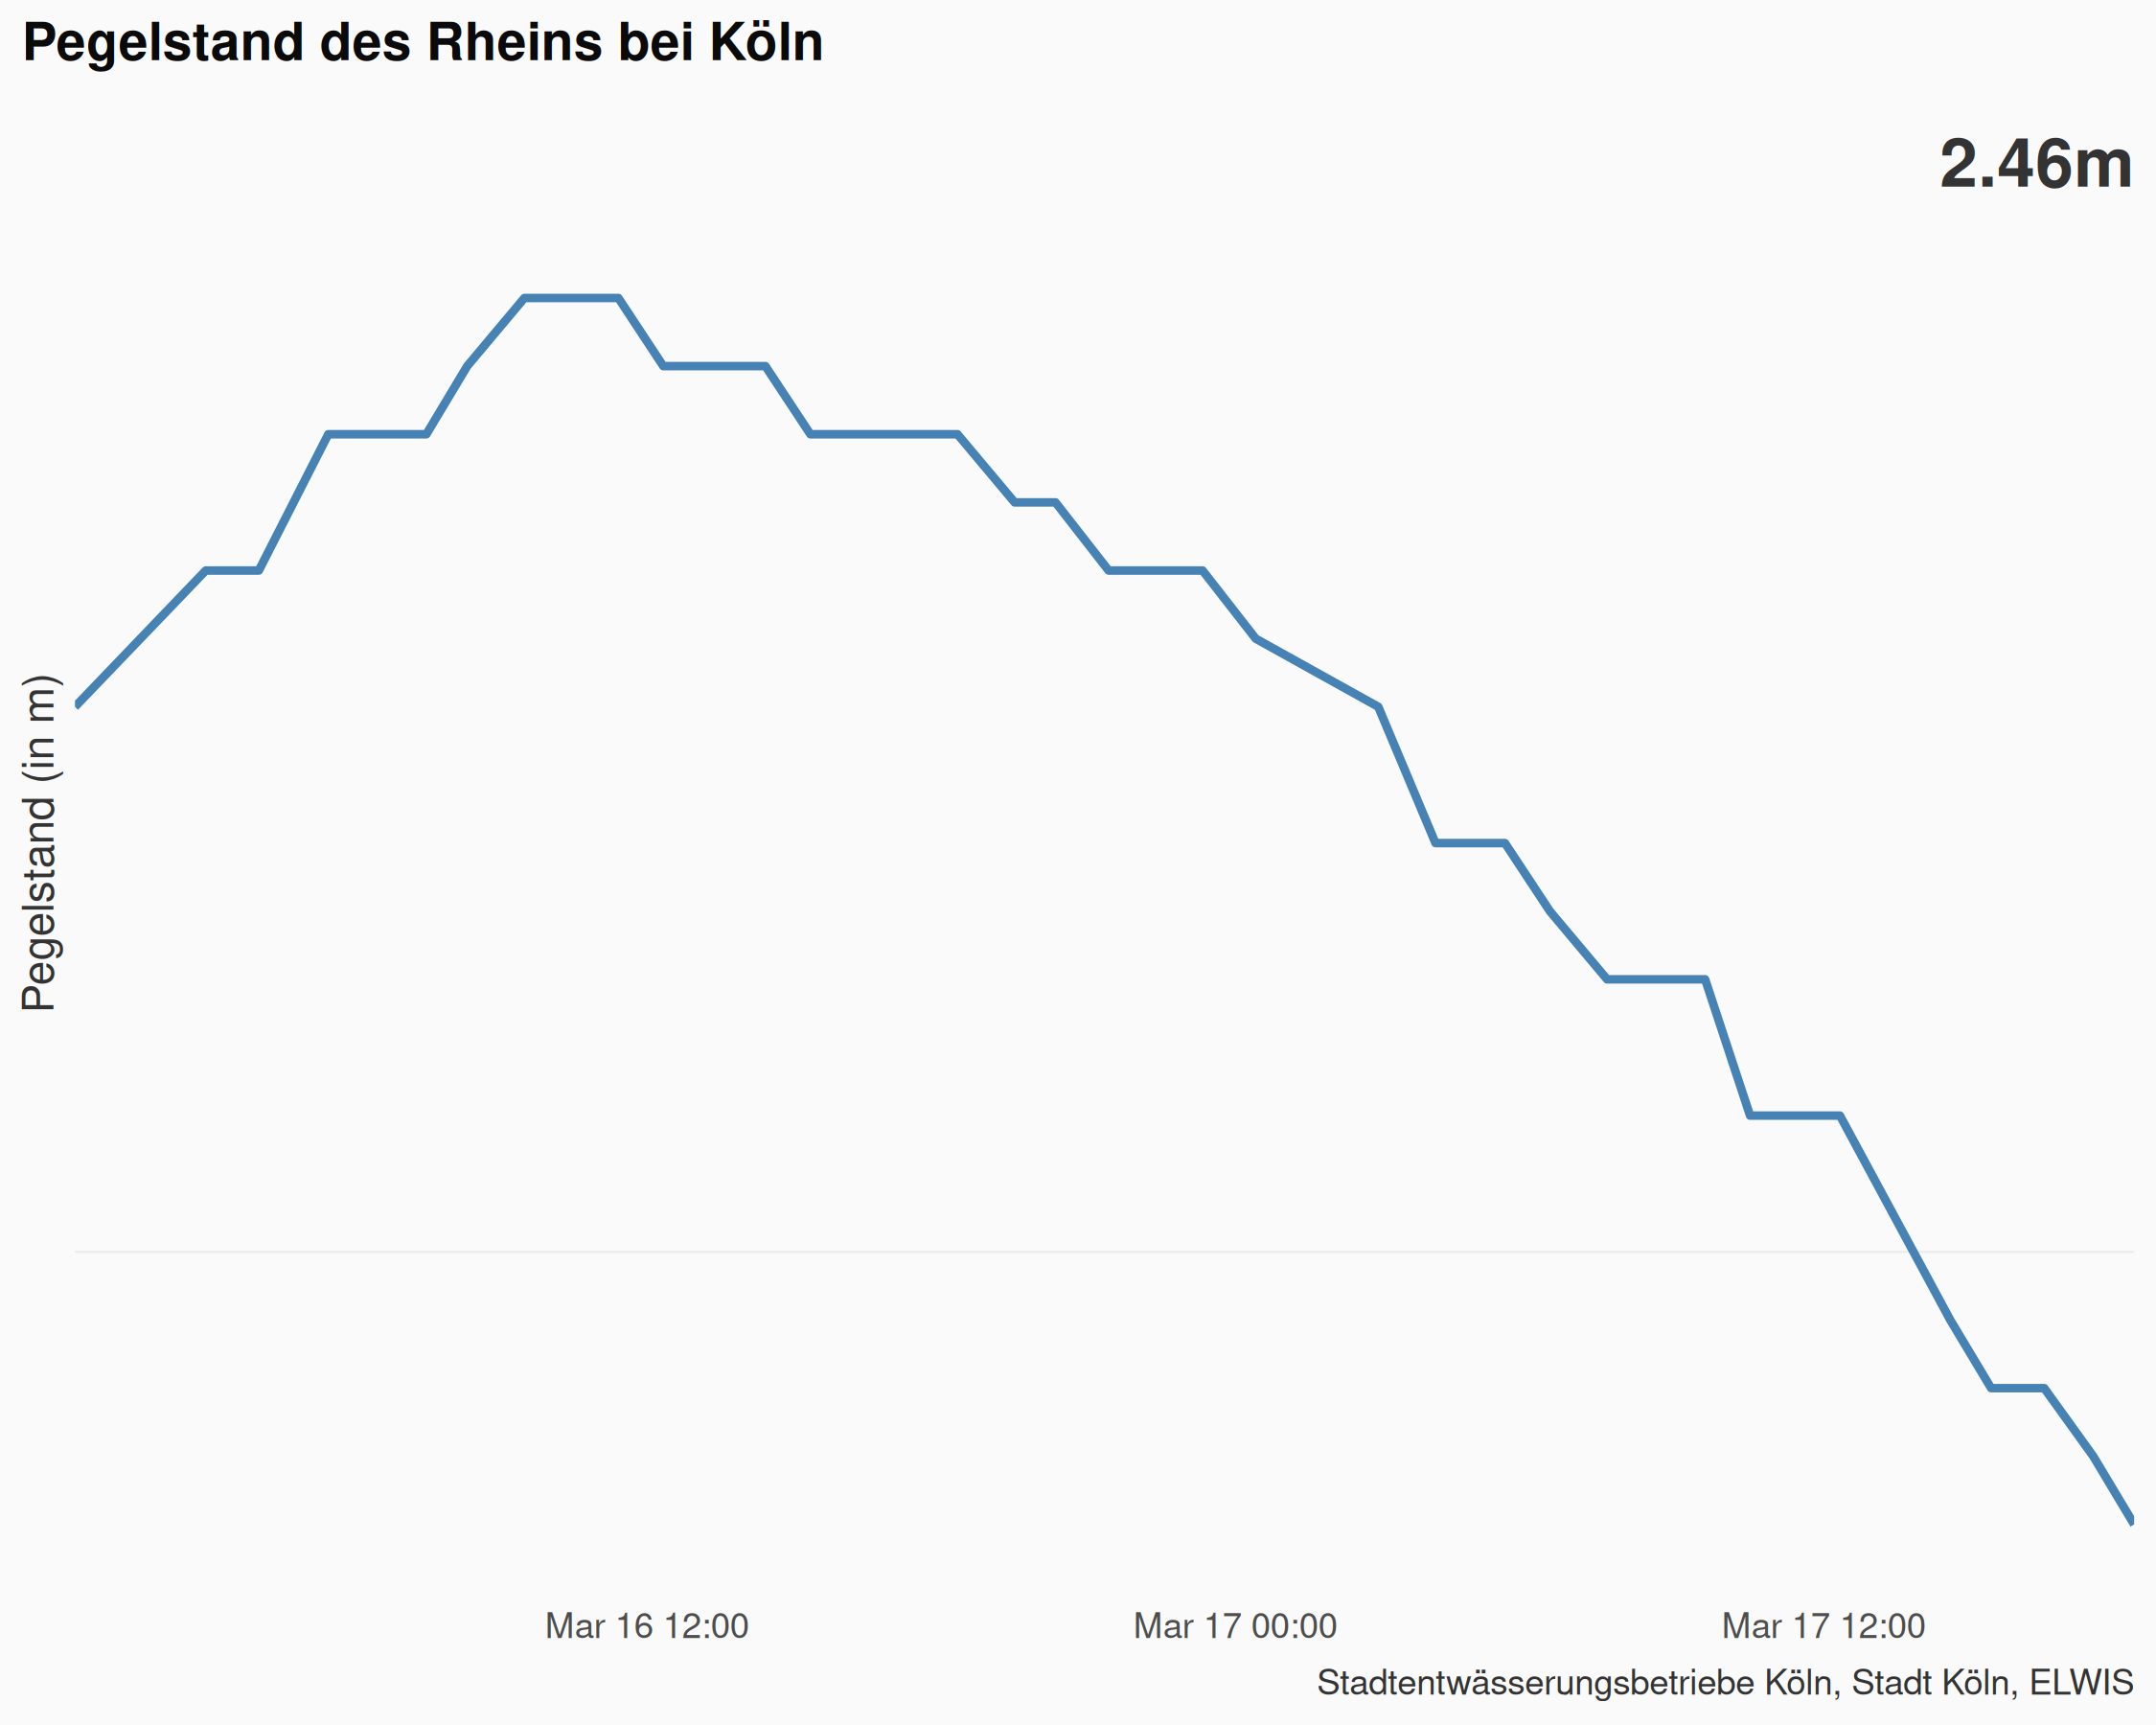 Pegelstand des Rheins bei Köln
2.46m
Pegelstand (in m)
Mar 16 12:00
Mar 17 00:00
Mar 17 12:00
Stadtentwässerungsbetriebe Köln, Stadt Köln, ELWIS